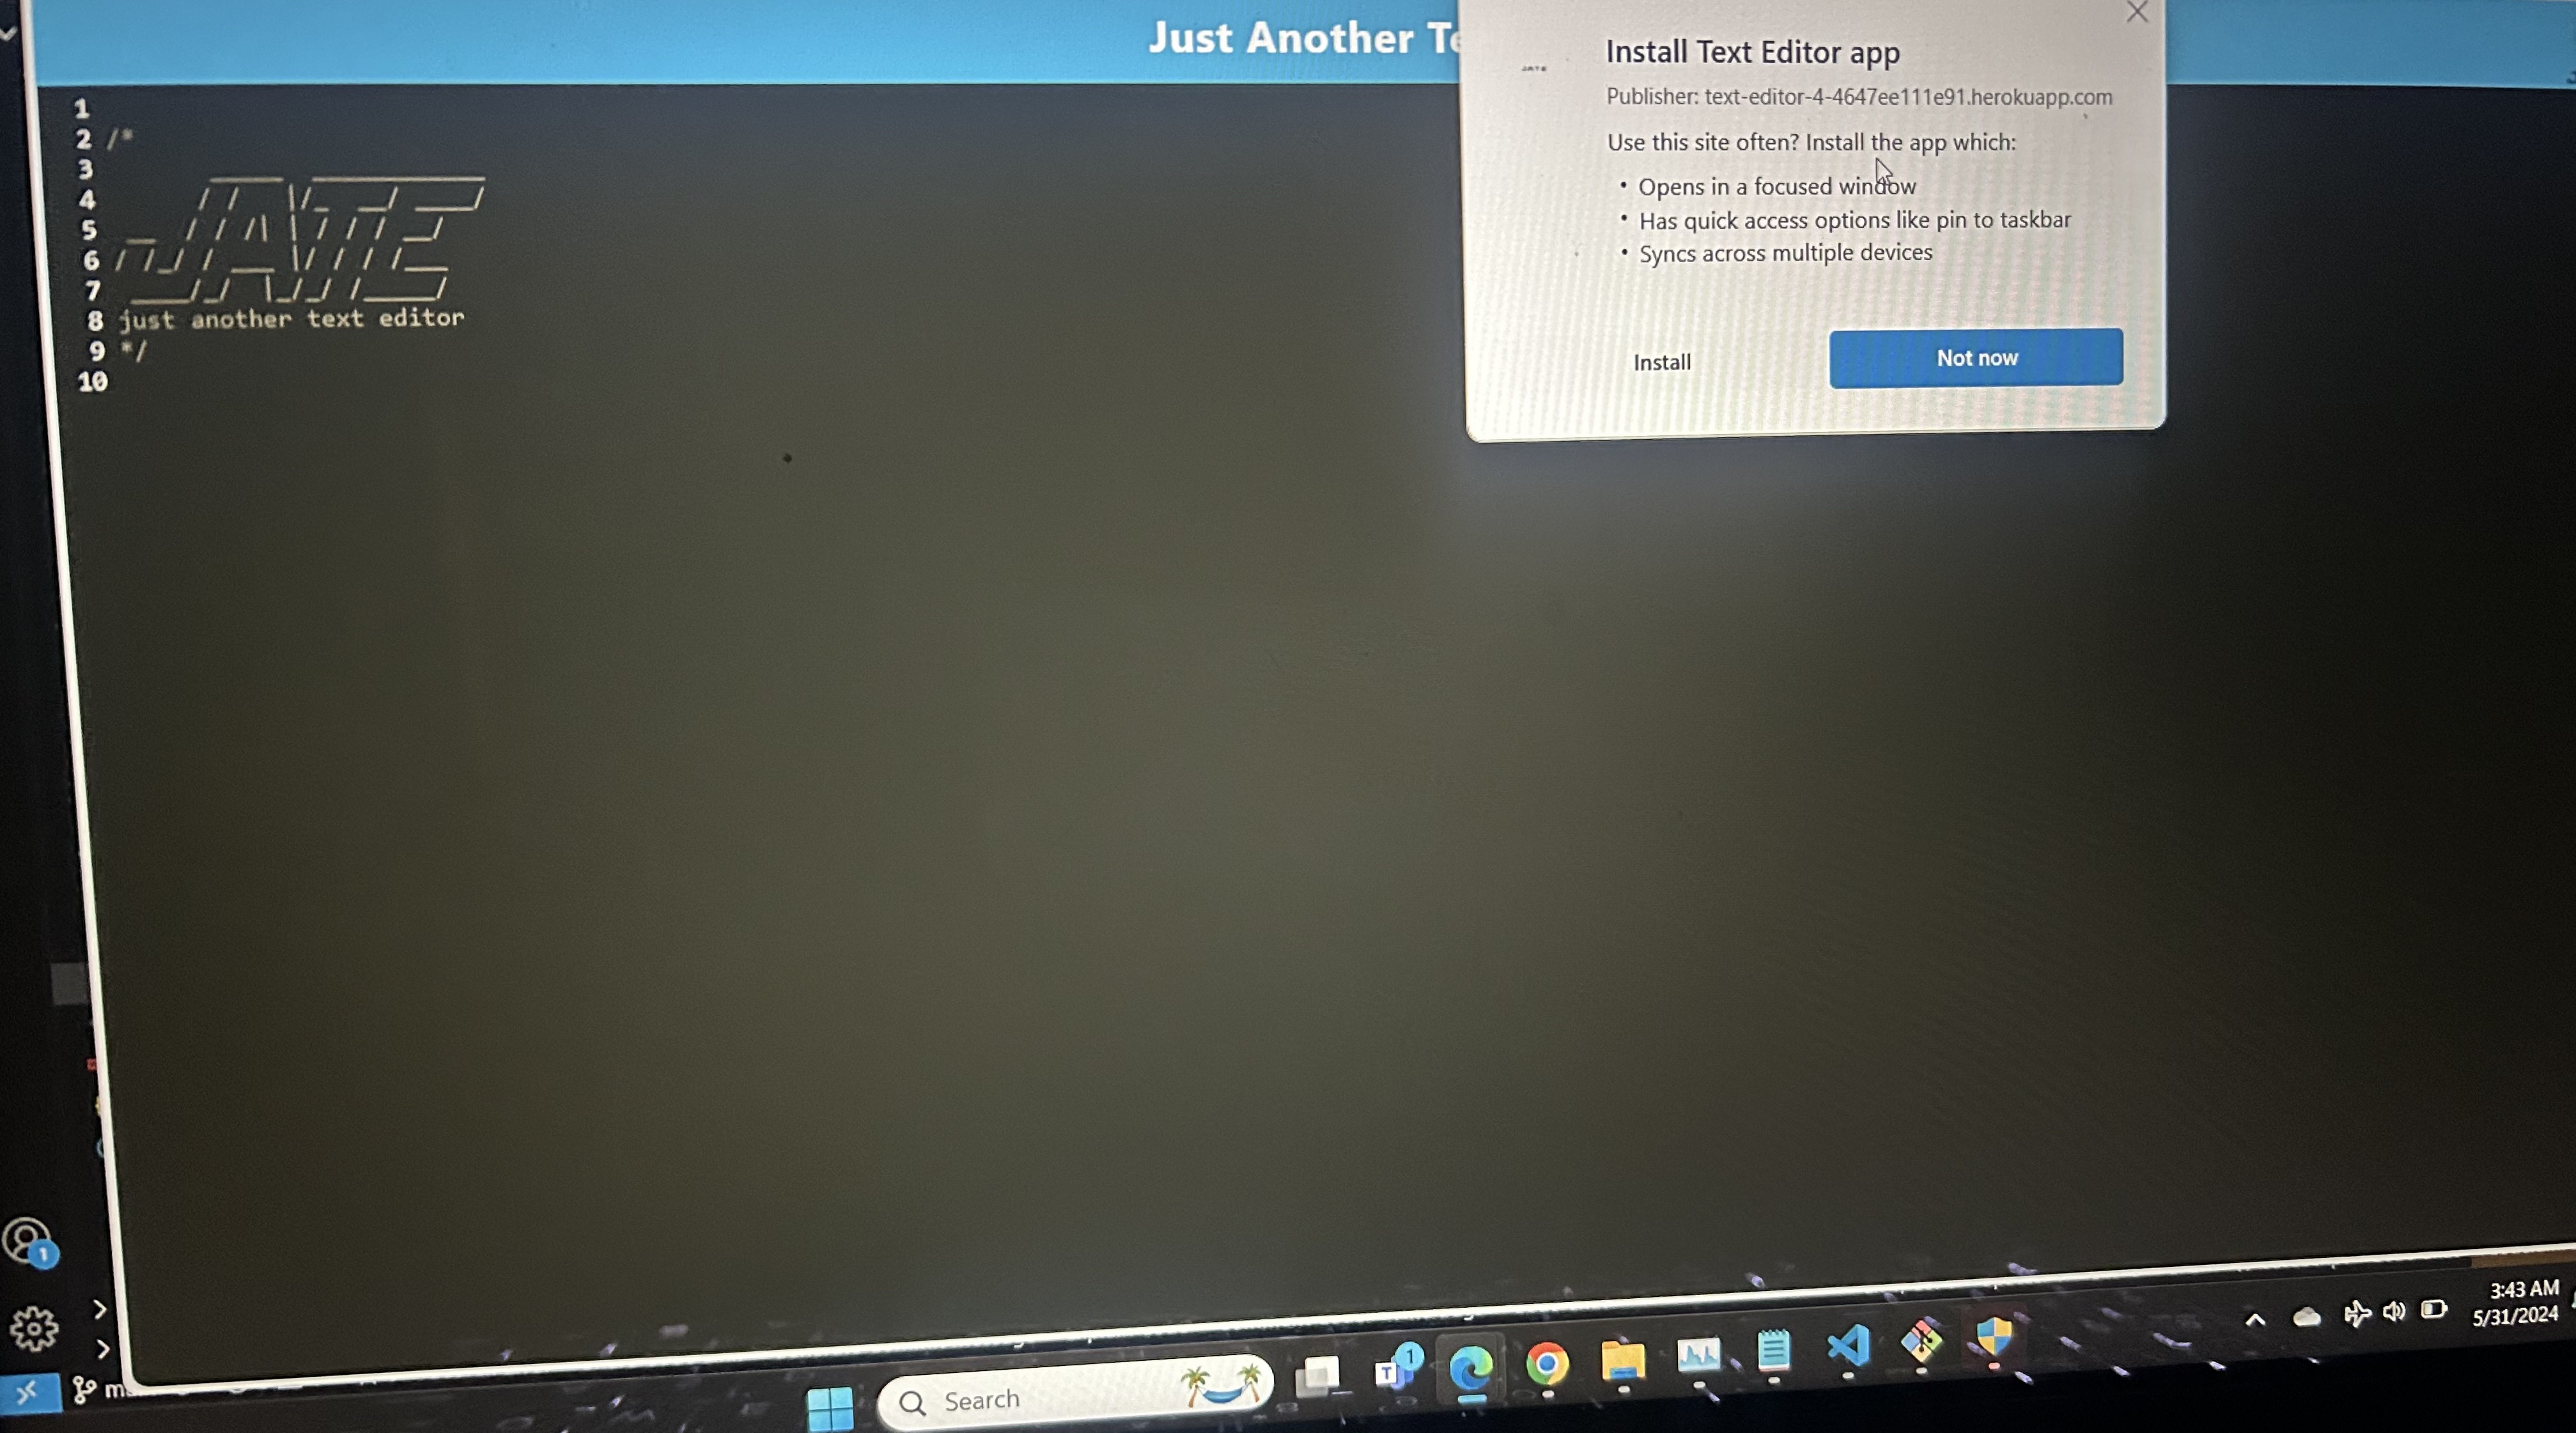 Just Another Te
Install Text Editor app
JATE
Publisher: text-editor-4-4647ee111e91.herokuapp.com
Use this site often? Install the app which:
• Opens in a focused window
• Has quick access options like pin to taskbar
• Syncs across multiple devices
Install
Not now
1
2 /*
3
4
5
6
7
8 just another text editor
9 */
10
1
Search
T
1
3:43 AM
5/31/2024